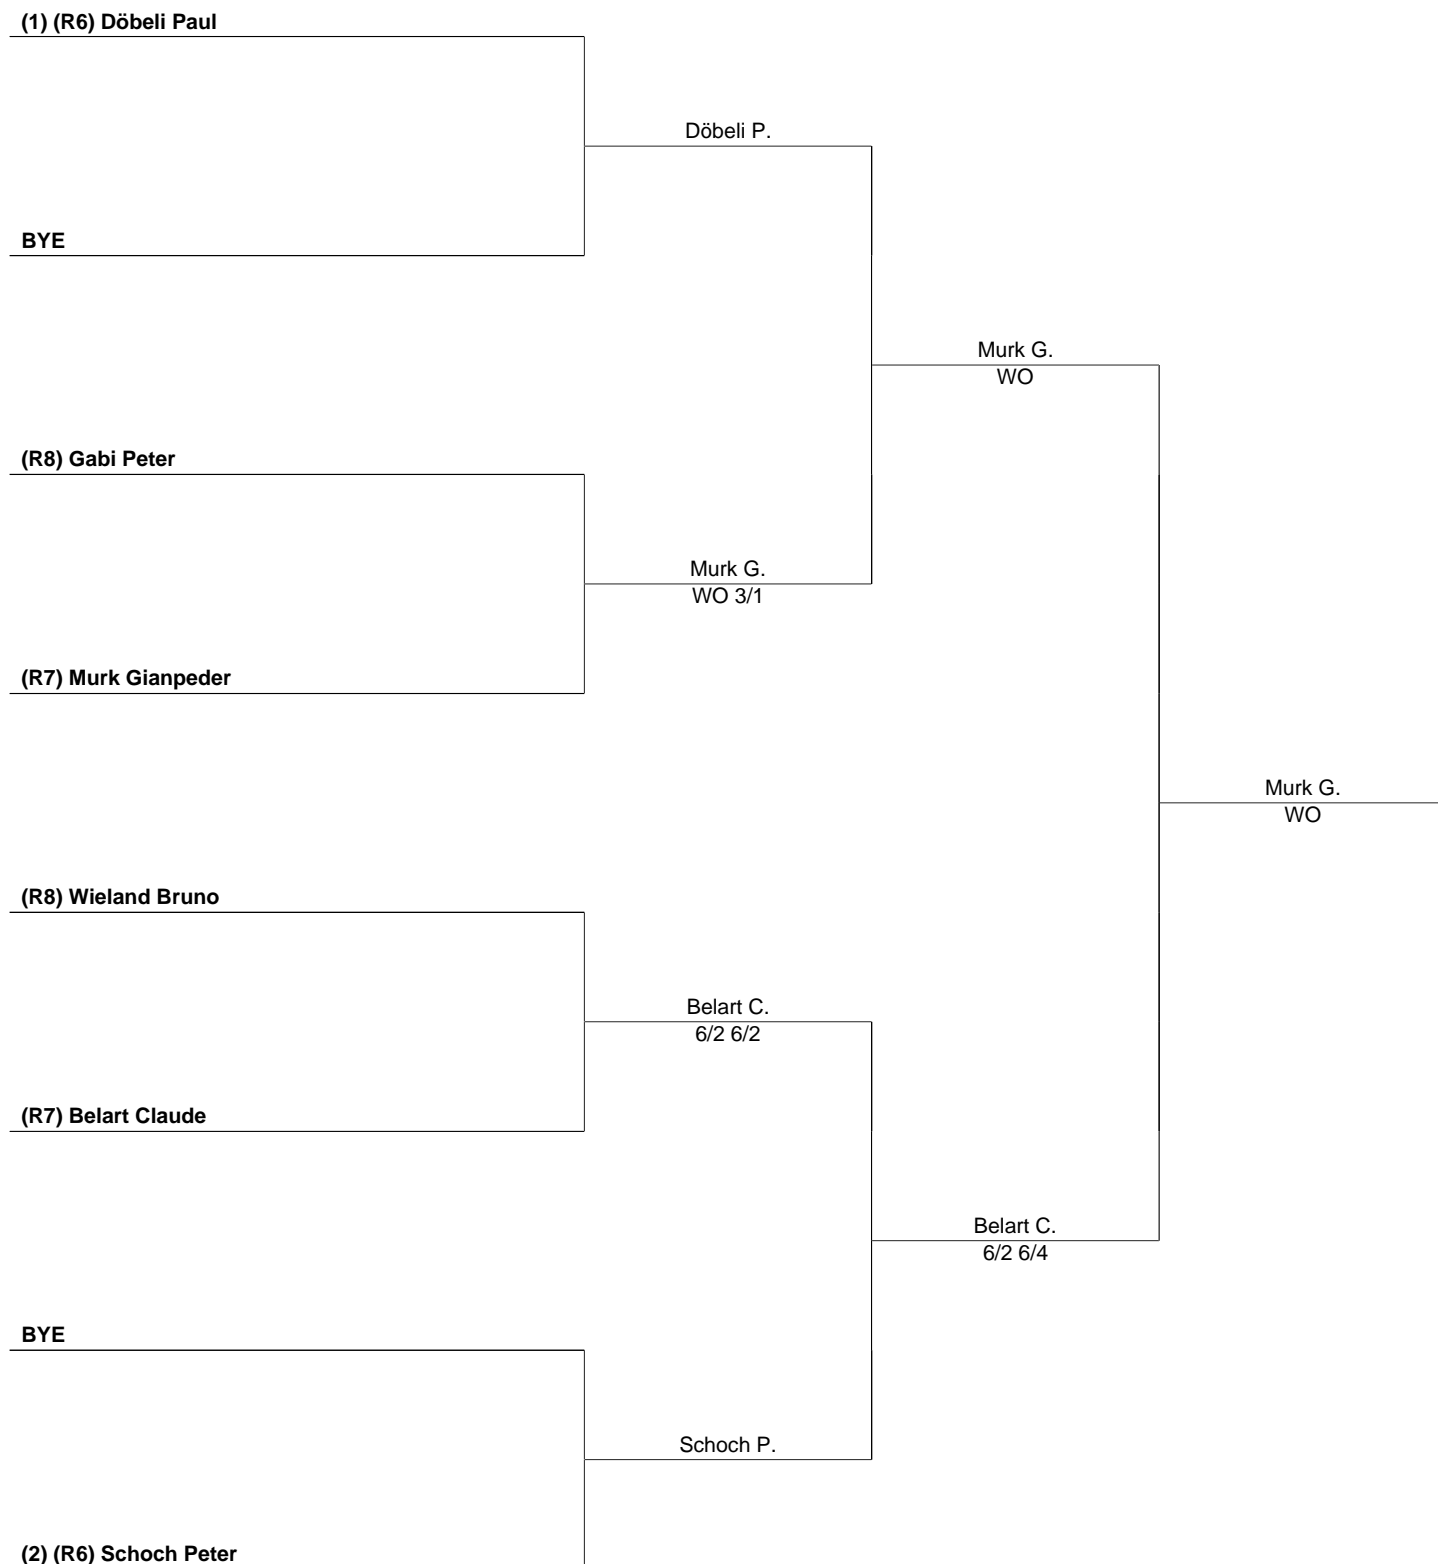 (1) (R6) Döbeli Paul
Döbeli P.
BYE
Murk G.
WO
(R8) Gabi Peter
Murk G.
WO 3/1
(R7) Murk Gianpeder
Murk G.
WO
(R8) Wieland Bruno
Belart C.
6/2 6/2
(R7) Belart Claude
Belart C.
6/2 6/4
BYE
Schoch P.
(2) (R6) Schoch Peter